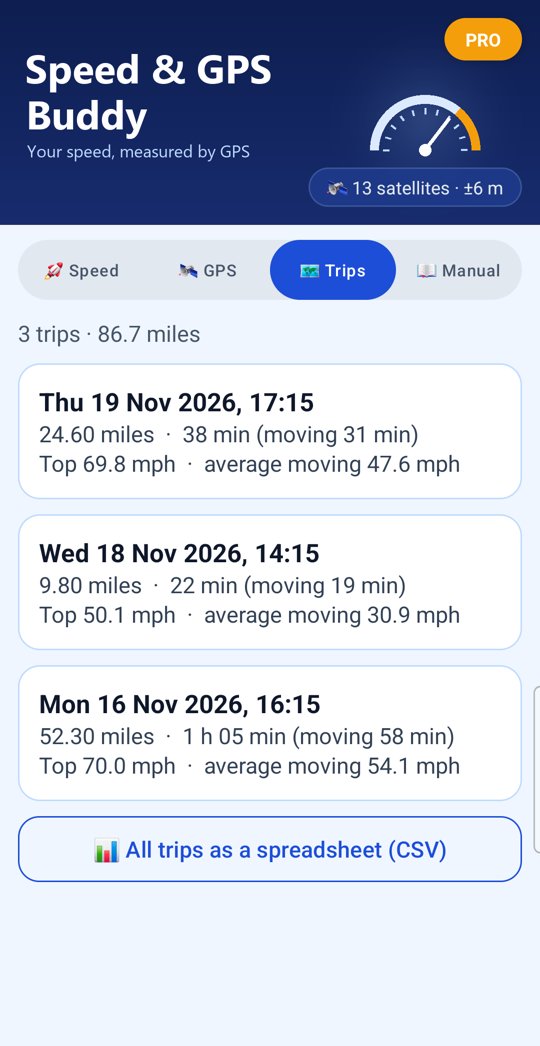 PRO
Speed & GPS
Buddy
Your speed, measured by GPS
🛰️ 13 satellites · ±6 m
🚀 Speed
🛰️ GPS
🗺️ Trips
📖 Manual
3 trips · 86.7 miles
Thu 19 Nov 2026, 17:15
24.60 miles · 38 min (moving 31 min)
Top 69.8 mph · average moving 47.6 mph
Wed 18 Nov 2026, 14:15
9.80 miles · 22 min (moving 19 min)
Top 50.1 mph · average moving 30.9 mph
Mon 16 Nov 2026, 16:15
52.30 miles · 1 h 05 min (moving 58 min)
Top 70.0 mph · average moving 54.1 mph
📊 All trips as a spreadsheet (CSV)